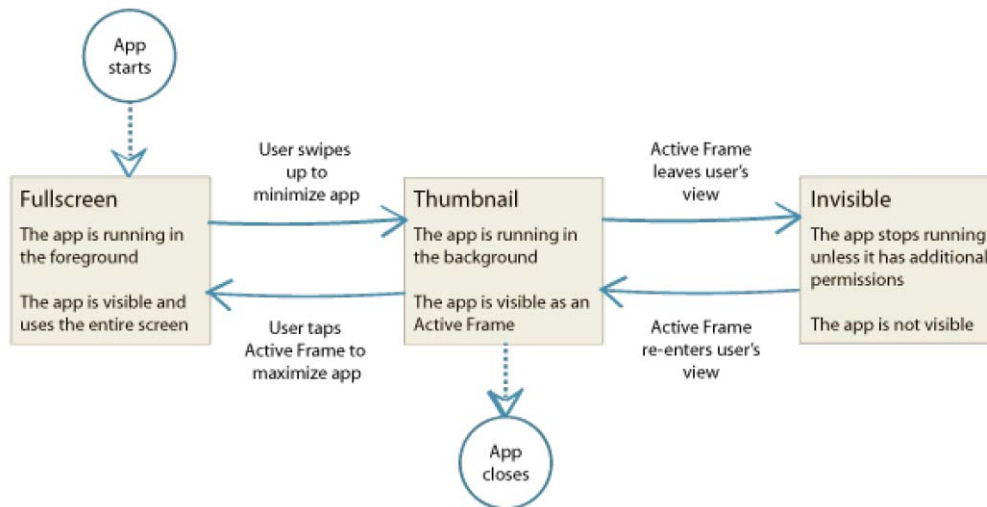 App
starts
User swipes
up to
minimize app
Active Frame
leaves user's
view
Fullscreen
The app is running in
the foreground
The app is visible and
uses the entire screen
Thumbnail
The app is running in
the background
The app is visible as an
Active Frame
Invisible
The app stops running
unless it has additional
permissions
The app is not visible
User taps
Active Frame to
maximize app
Active Frame
re-enters user's
view
App
closes